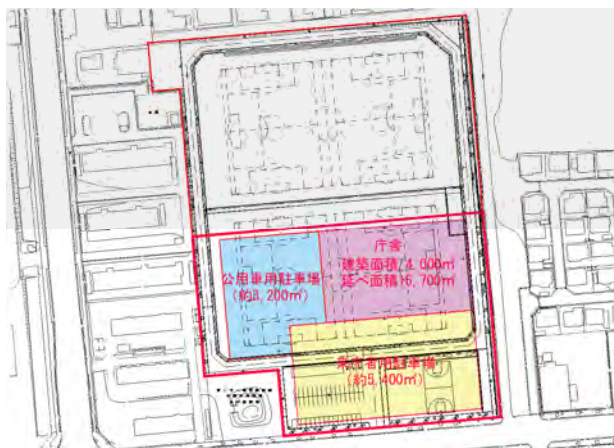 庁舎
建築面積 4,000㎡
延べ面積 6,700㎡
公用車用駐車場
(約3,200㎡)
来庁者用駐車場
(約5,400㎡)